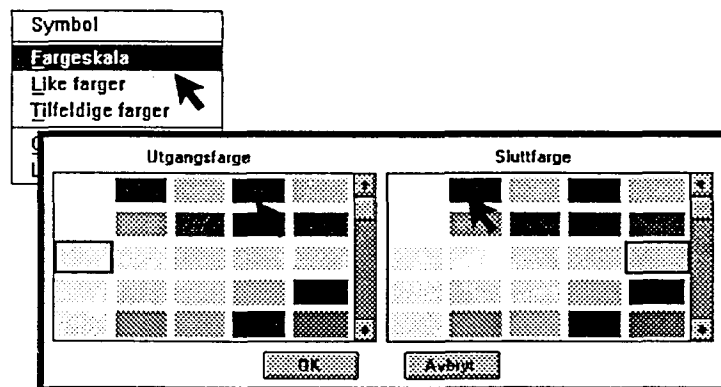 Symbol
Fargeskala
Like farger
Tilfeldige farger
Utgangsfarge Sluttfarge
OK Avbryt